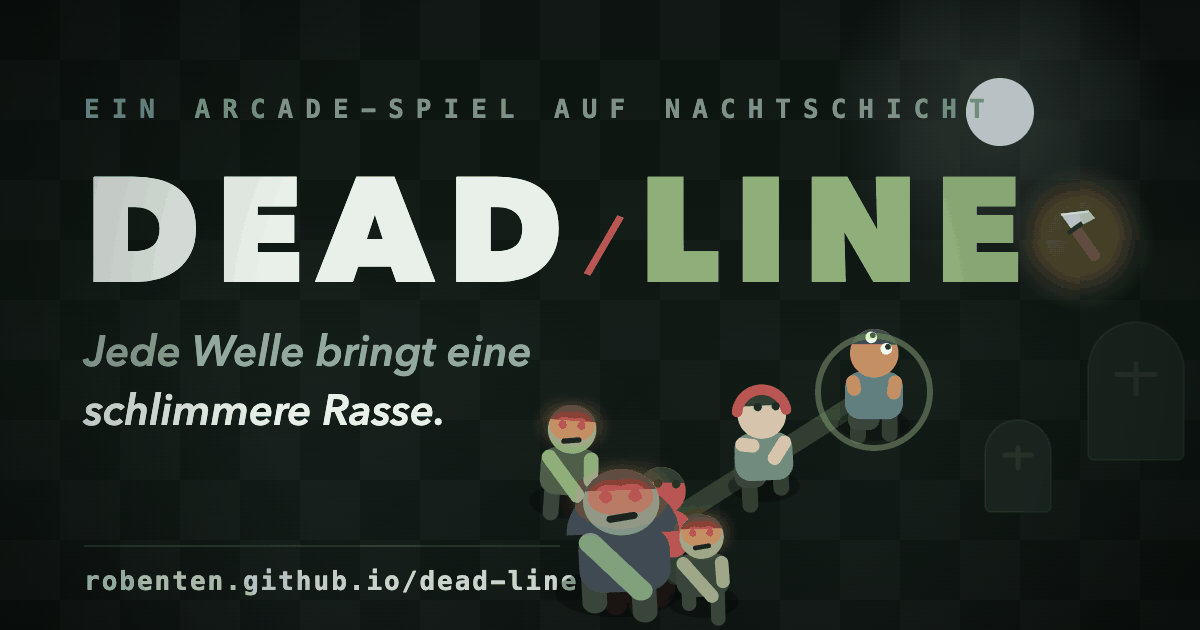 EIN ARCADE-SPIEL AUF NACHTSCHICHT
DEAD/LINE
Jede Welle bringt eine
schlimmere Rasse.
robenten.github.io/dead-line